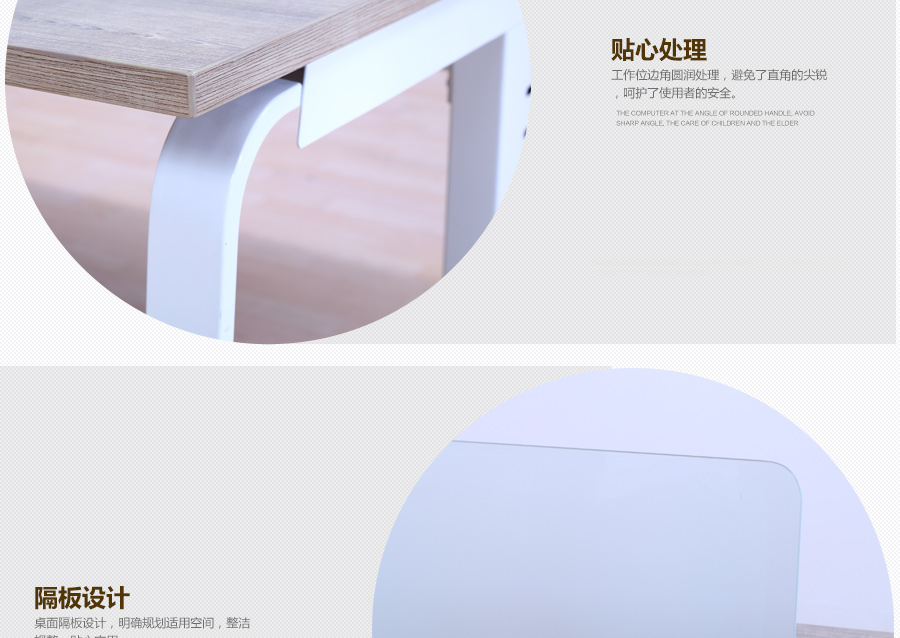 贴心处理
工作位边角圆润处理，避免了直角的尖锐
，呵护了使用者的安全。
THE COMPUTER AT THE ANGLE OF ROUNDED HANDLE, AVOID
SHARP ANGLE, THE CARE OF CHILDREN AND THE ELDER
隔板设计
桌面隔板设计，明确规划适用空间，整洁